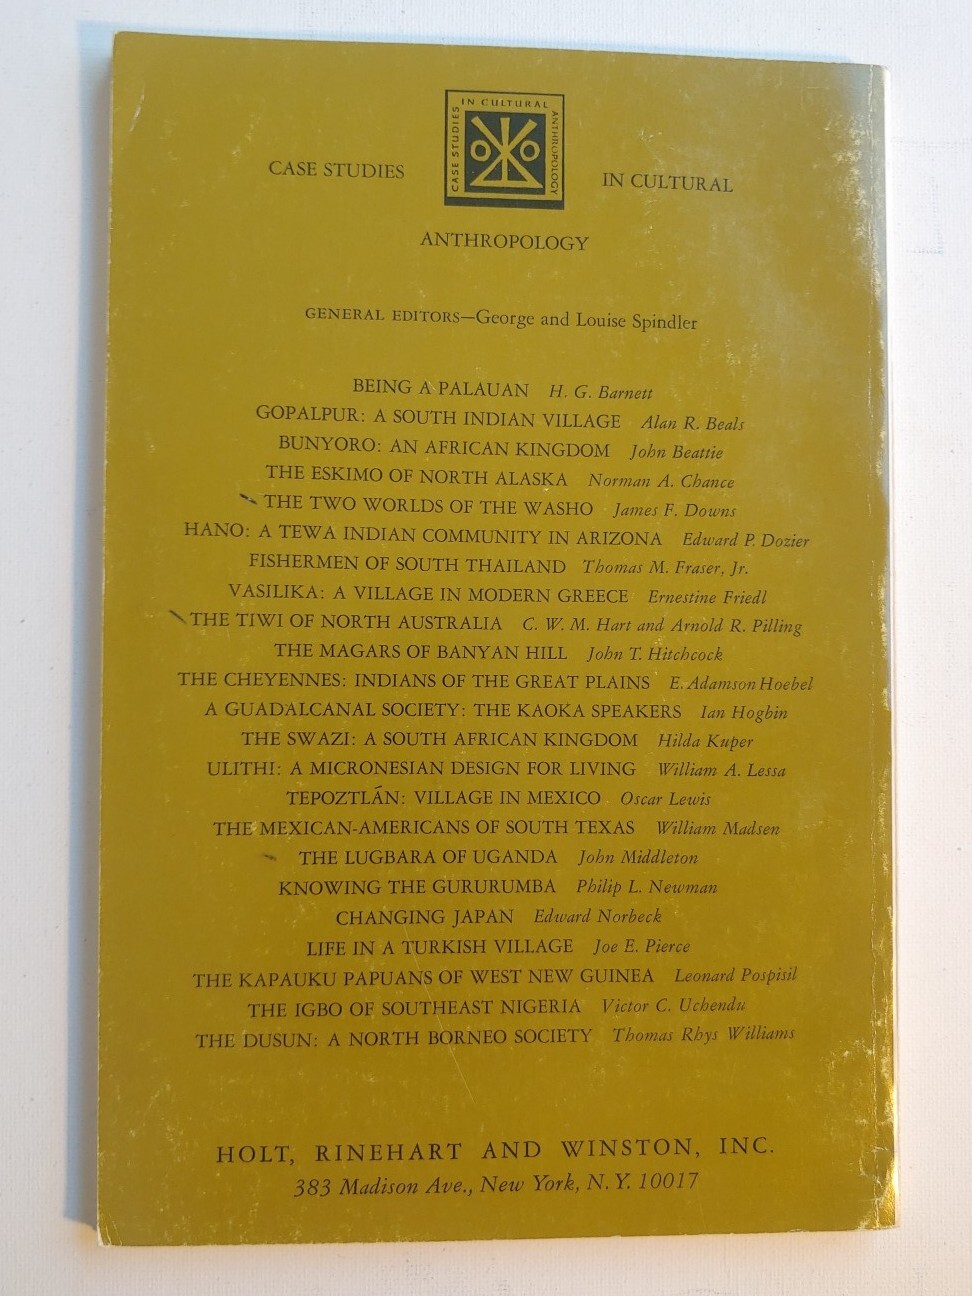 IN CULTURAL
CASE STUDIES
ANTHROPOLOGY
CASE STUDIES
IN CULTURAL
ANTHROPOLOGY
GENERAL EDITORS—George and Louise Spindler
BEING A PALAUAN H. G. Barnett
GOPALPUR: A SOUTH INDIAN VILLAGE Alan R. Beals
BUNYORO: AN AFRICAN KINGDOM John Beattie
THE ESKIMO OF NORTH ALASKA Norman A. Chance
THE TWO WORLDS OF THE WASHO James F. Downs
HANO: A TEWA INDIAN COMMUNITY IN ARIZONA Edward P. Dozier
FISHERMEN OF SOUTH THAILAND Thomas M. Fraser, Jr.
VASILIKA: A VILLAGE IN MODERN GREECE Ernestine Friedl
THE TIWI OF NORTH AUSTRALIA C. W. M. Hart and Arnold R. Pilling
THE MAGARS OF BANYAN HILL John T. Hitchcock
THE CHEYENNES: INDIANS OF THE GREAT PLAINS E. Adamson Hoebel
A GUADALCANAL SOCIETY: THE KAOKA SPEAKERS Ian Hogbin
THE SWAZI: A SOUTH AFRICAN KINGDOM Hilda Kuper
ULITHI: A MICRONESIAN DESIGN FOR LIVING William A. Lessa
TEPOZTLÁN: VILLAGE IN MEXICO Oscar Lewis
THE MEXICAN-AMERICANS OF SOUTH TEXAS William Madsen
THE LUGBARA OF UGANDA John Middleton
KNOWING THE GURURUMBA Philip L. Newman
CHANGING JAPAN Edward Norbeck
LIFE IN A TURKISH VILLAGE Joe E. Pierce
THE KAPAUKU PAPUANS OF WEST NEW GUINEA Leonard Pospisil
THE IGBO OF SOUTHEAST NIGERIA Victor C. Uchendu
THE DUSUN: A NORTH BORNEO SOCIETY Thomas Rhys Williams
HOLT, RINEHART AND WINSTON, INC.
383 Madison Ave., New York, N. Y. 10017